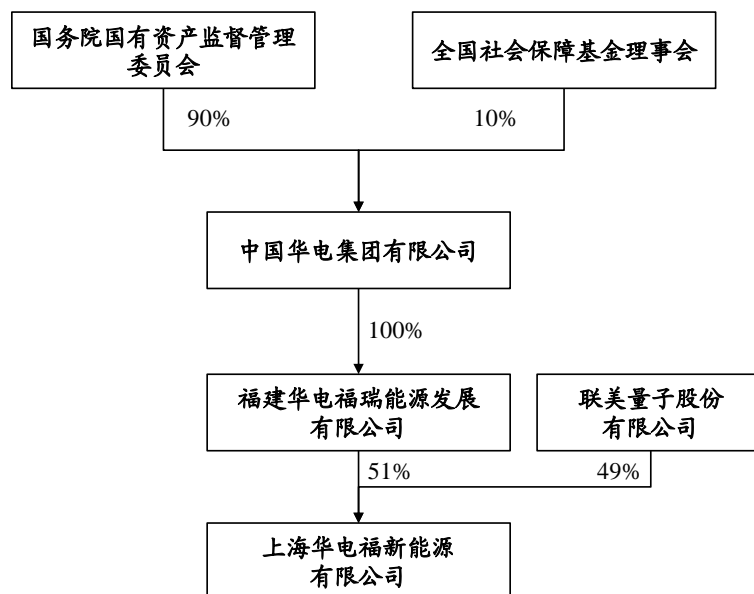 国务院国有资产监督管理
委员会
全国社会保障基金理事会
90%
10%
中国华电集团有限公司
100%
福建华电福瑞能源发展
有限公司
联美量子股份
有限公司
51%
49%
上海华电福新能源
有限公司